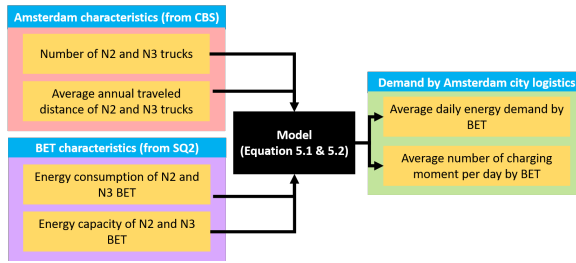 Amsterdam characteristics (from CBS)
Number of N2 and N3 trucks
Average annual traveled
distance of N2 and N3 trucks
BET characteristics (from SQ2)
Energy consumption of N2 and
N3 BET
Energy capacity of N2 and N3
BET
Model
(Equation 5.1 & 5.2)
Demand by Amsterdam city logistics
Average daily energy demand by
BET
Average number of charging
moment per day by BET